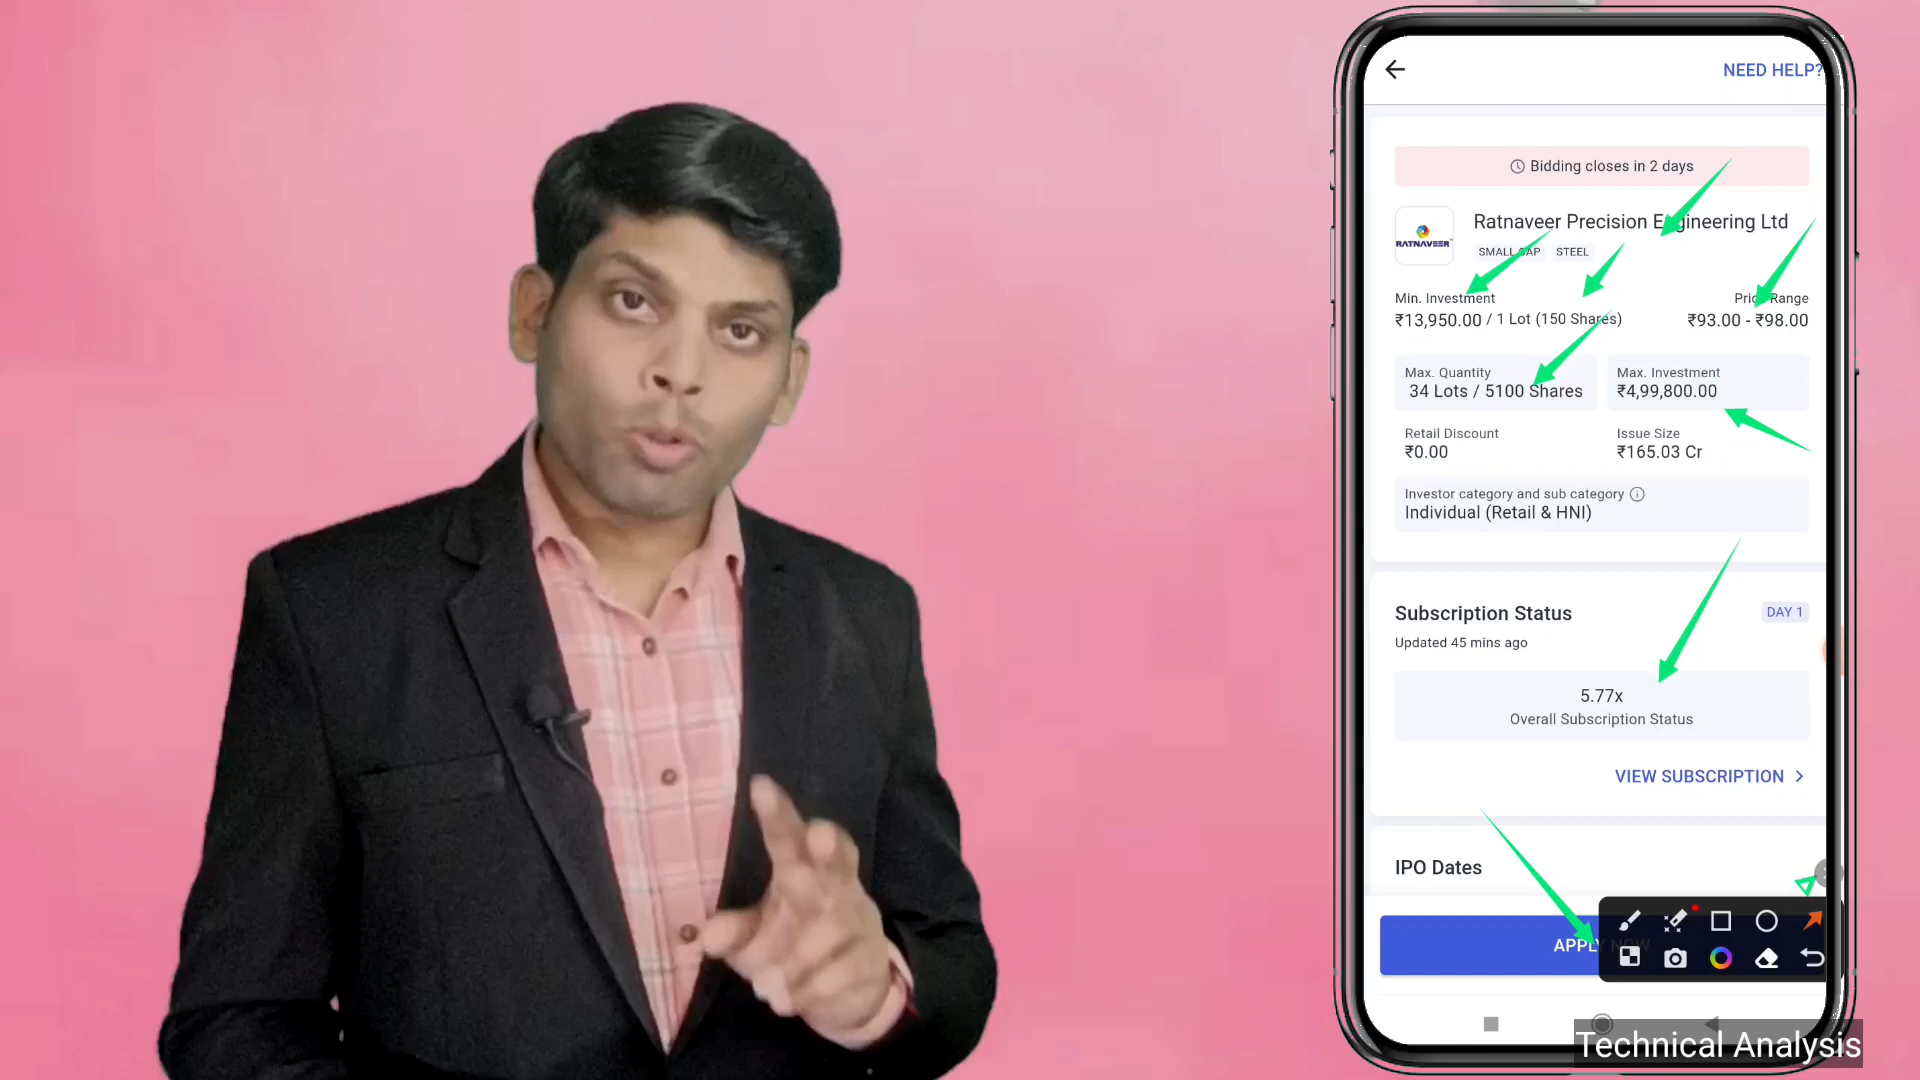 NEED HELP?
Bidding closes in 2 days
RATNAVEER
Ratnaveer Precision Engineering Ltd
SMALL CAP STEEL
Min. Investment
₹13,950.00 / 1 Lot (150 Shares)
Price Range
₹93.00 - ₹98.00
Max. Quantity
34 Lots / 5100 Shares
Max. Investment
₹4,99,800.00
Retail Discount
₹0.00
Issue Size
₹165.03 Cr
Investor category and sub category
Individual (Retail & HNI)
Subscription Status
DAY 1
Updated 45 mins ago
5.77x
Overall Subscription Status
VIEW SUBSCRIPTION
IPO Dates
APPLY NOW
Technical Analysis